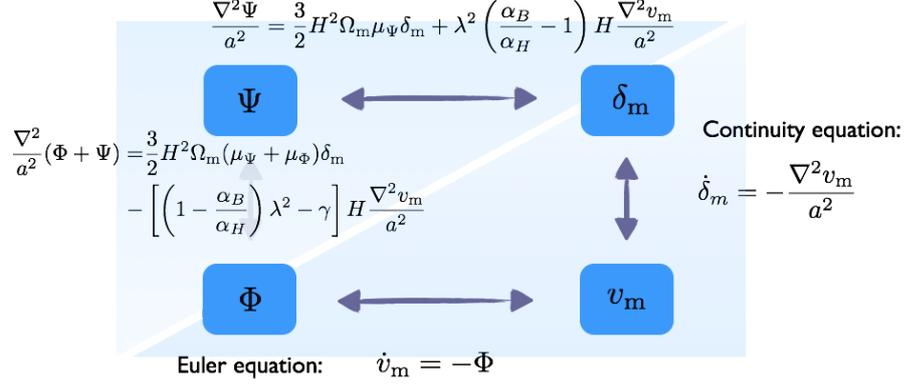 ∇²Ψ/a² = 3/2 H²Ω_m μ_Ψ δ_m + λ² (α_B/α_H − 1) H ∇²v_m/a²
Ψ
δ_m
Continuity equation:
∇²/a² (Φ + Ψ) = 3/2 H²Ω_m(μ_Ψ + μ_Φ)δ_m
− [(1 − α_B/α_H) λ² − γ] H ∇²v_m/a²
δ̇_m = − ∇²v_m/a²
Φ
v_m
Euler equation: v̇_m = −Φ